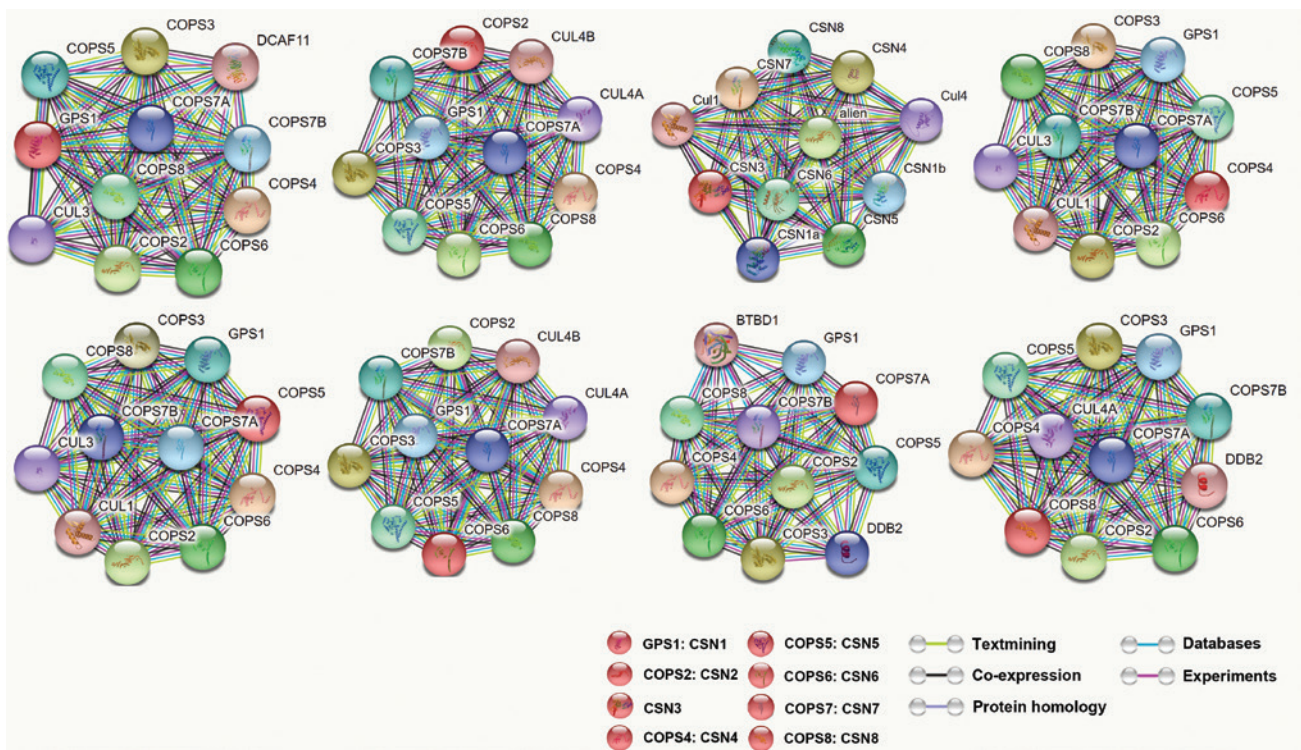 COPS3
COPS5
DCAF11
COPS7A
GPS1
COPS7B
COPS8
COPS4
CUL3
COPS2
COPS6
COPS2
COPS7B
CUL4B
CUL4A
GPS1
COPS7A
COPS3
COPS4
COPS5
COPS8
COPS6
CSN8
CSN7
CSN4
Cul1
alien
Cul4
CSN3
CSN6
CSN1b
CSN5
CSN1a
COPS3
COPS8
GPS1
COPS5
COPS7B
COPS7A
CUL3
COPS4
CUL1
COPS6
COPS2
COPS3
COPS8
GPS1
COPS5
COPS7B
COPS7A
CUL3
COPS4
CUL1
COPS6
COPS2
COPS2
COPS7B
CUL4B
CUL4A
GPS1
COPS7A
COPS3
COPS4
COPS5
COPS8
COPS6
BTBD1
GPS1
COPS7A
COPS8
COPS7B
COPS5
COPS4
COPS2
COPS6
COPS3
DDB2
COPS3
COPS5
GPS1
COPS7B
CUL4A
COPS4
COPS7A
DDB2
COPS8
COPS2
COPS6
GPS1: CSN1
COPS2: CSN2
CSN3
COPS4: CSN4
COPS5: CSN5
COPS6: CSN6
COPS7: CSN7
COPS8: CSN8
Textmining
Co-expression
Protein homology
Databases
Experiments